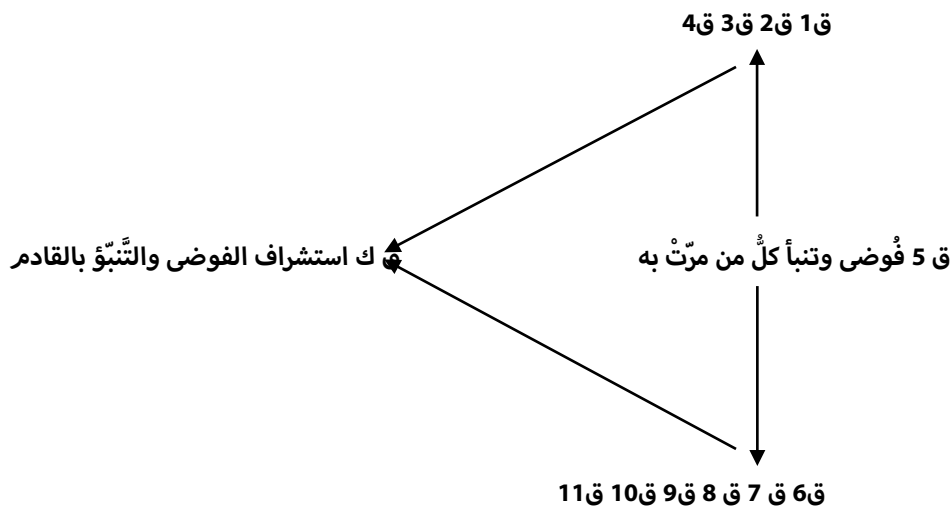 ق1 ق2 ق3 ق4
ق 5 فُوضى وتنبأ كلُّ من مرّتْ به
ق ك استشراف الفوضى والتَّنبّؤ بالقادم
ق6 ق 7 ق 8 ق9 ق10 ق11